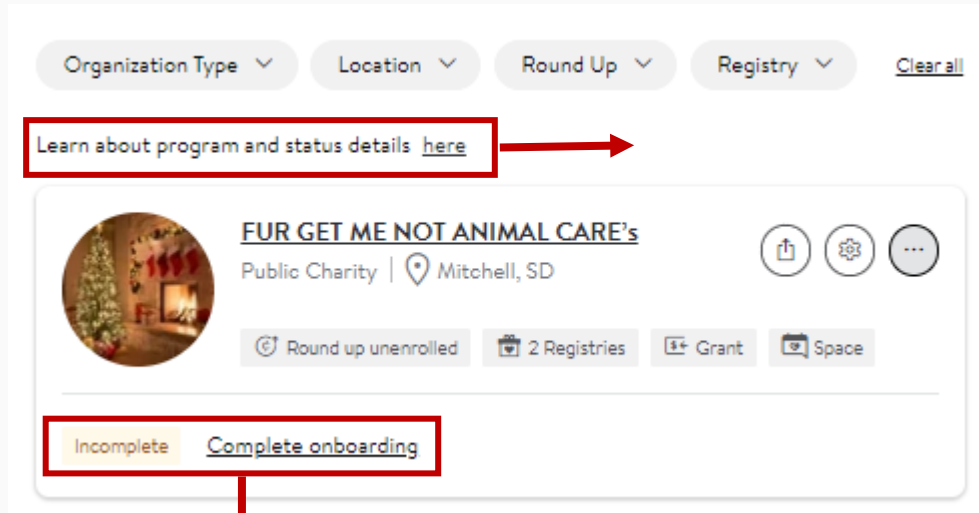 Organization Type Location Round Up Registry Clear all
Learn about program and status details here
FUR GET ME NOT ANIMAL CARE’s
Public Charity | Mitchell, SD
Round up unenrolled 2 Registries Grant Space
Incomplete Complete onboarding